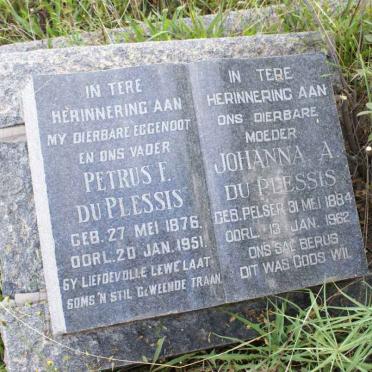 IN TERE
HERINNERING AAN
MY DIERBARE EGGENOOT
EN ONS VADER
PETRUS F.
DU PLESSIS
GEB. 27 MEI 1876.
OORL. 20 JAN. 1951.
SY LIEFDEVOLLE LEWE LAAT
SOMS 'N STIL GEWEENDE TRAAN.
IN TERE
HERINNERING AAN
ONS DIERBARE,
MOEDER
JOHANNA A.
DU PLESSIS
GEB. PELSER 31 MEI 1884
OORL. 13 JAN. 1962
ONS SAL BERUS
DIT WAS GODS WIL